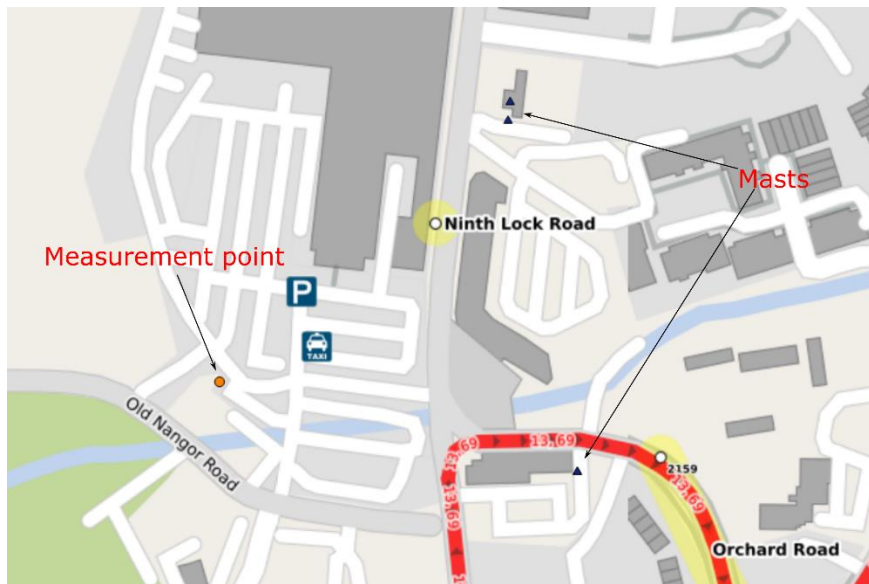 Masts
Ninth Lock Road
Measurement point
P
TAXI
Old Nangor Road
13,69
13,69
13,69
2159
13,69
Orchard Road